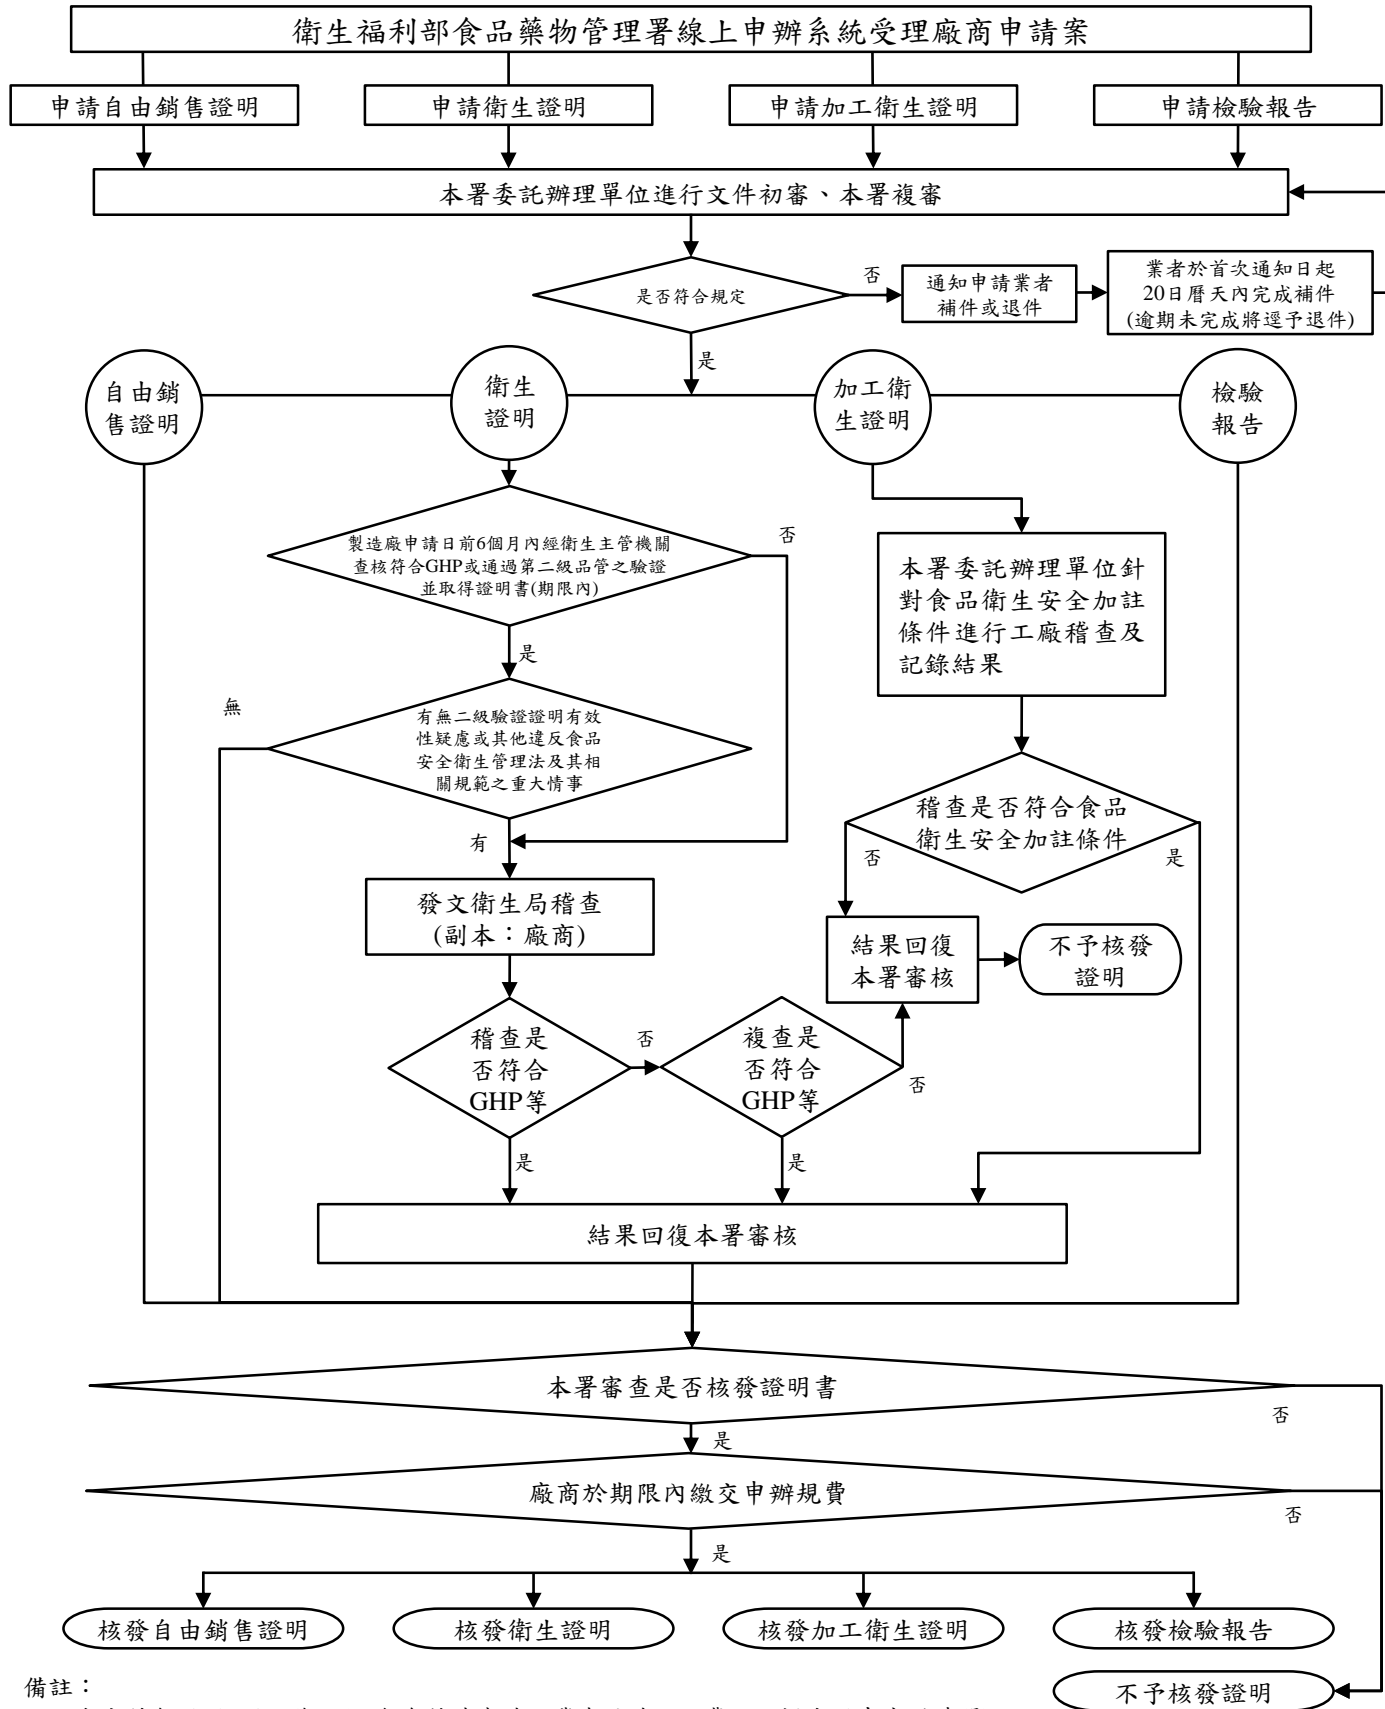 衛生福利部食品藥物管理署線上申辦系統受理廠商申請案
申請自由銷售證明
申請衛生證明
申請加工衛生證明
申請檢驗報告
本署委託辦理單位進行文件初審、本署複審
是否符合規定
否
通知申請業者
補件或退件
業者於首次通知日起
20日曆天內完成補件
(逾期未完成將逕予退件)
是
自由銷
售證明
衛生
證明
加工衛
生證明
檢驗
報告
製造廠申請日前6個月內經衛生主管機關
查核符合GHP或通過第二級品管之驗證
並取得證明書(期限內)
否
是
本署委託辦理單位針
對食品衛生安全加註
條件進行工廠稽查及
記錄結果
無
有無二級驗證證明有效
性疑慮或其他違反食品
安全衛生管理法及其相
關規範之重大情事
有
稽查是否符合食品
衛生安全加註條件
否
是
發文衛生局稽查
(副本：廠商)
結果回復
本署審核
不予核發
證明
稽查是
否符合
GHP等
否
複查是
否符合
GHP等
否
是
是
結果回復本署審核
本署審查是否核發證明書
否
是
廠商於期限內繳交申辦規費
否
是
核發自由銷售證明
核發衛生證明
核發加工衛生證明
核發檢驗報告
不予核發證明
備註：